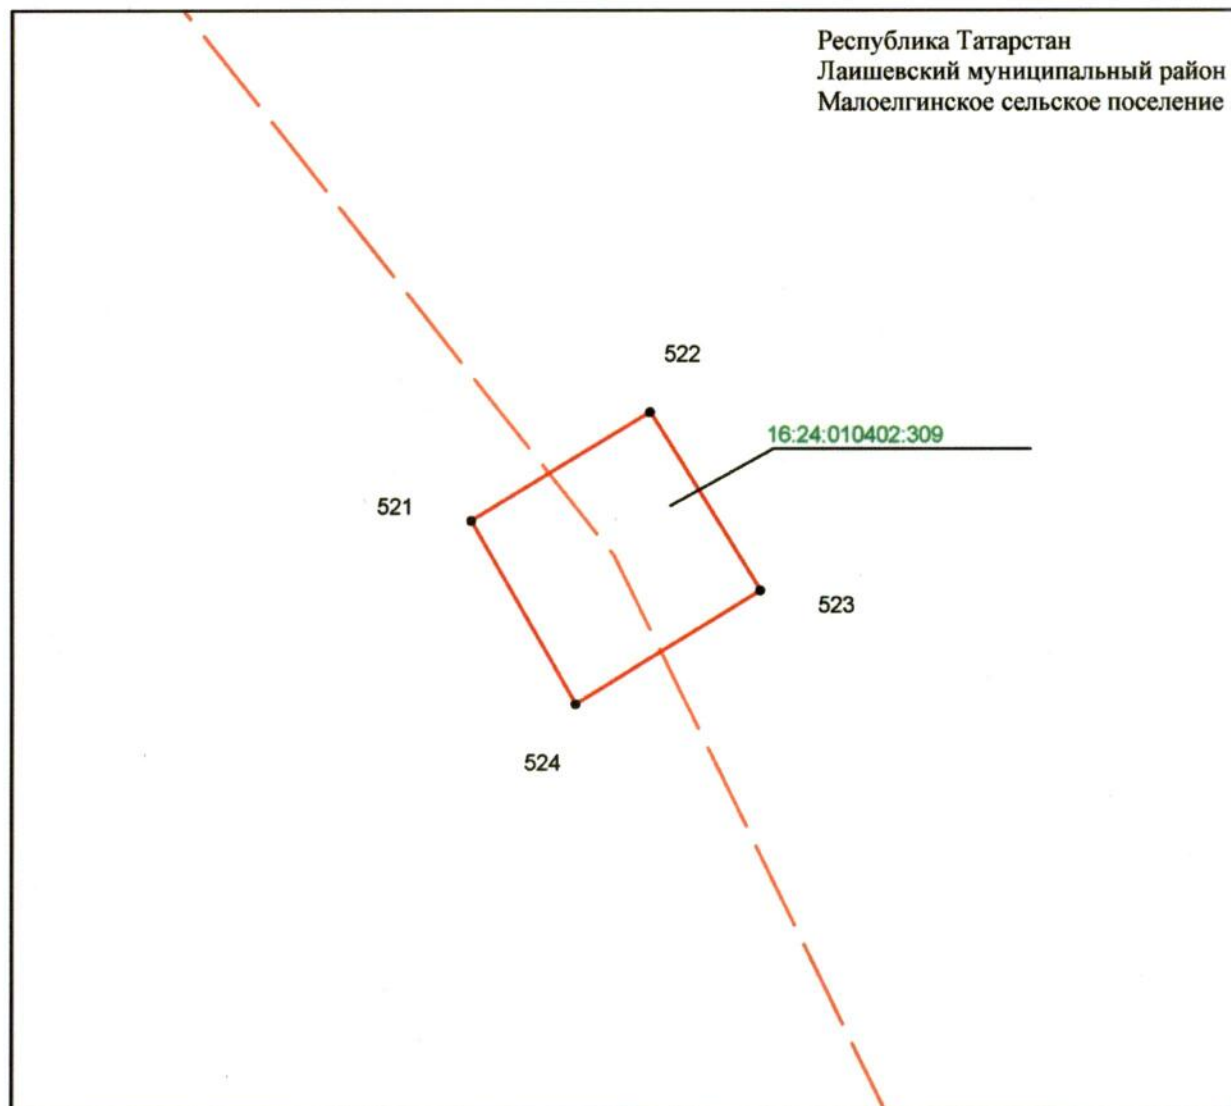 Республика Татарстан
Лаишевский муниципальный район
Малоелгинское сельское поселение
522
16:24:010402:309
521
523
524